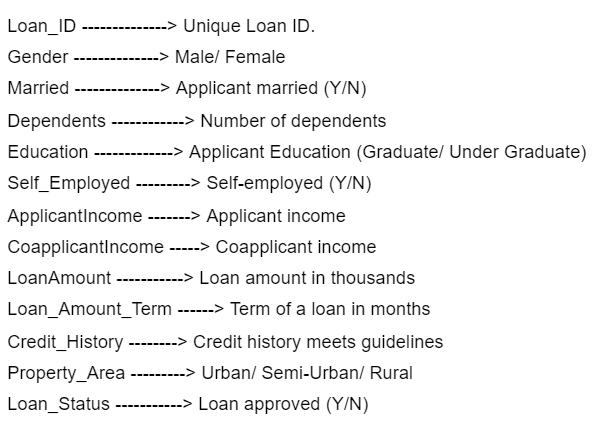 Loan_ID --------------> Unique Loan ID.
Gender --------------> Male/ Female
Married --------------> Applicant married (Y/N)
Dependents ------------> Number of dependents
Education -------------> Applicant Education (Graduate/ Under Graduate)
Self_Employed ---------> Self-employed (Y/N)
ApplicantIncome -------> Applicant income
CoapplicantIncome -----> Coapplicant income
LoanAmount -----------> Loan amount in thousands
Loan_Amount_Term ------> Term of a loan in months
Credit_History --------> Credit history meets guidelines
Property_Area ---------> Urban/ Semi-Urban/ Rural
Loan_Status -----------> Loan approved (Y/N)